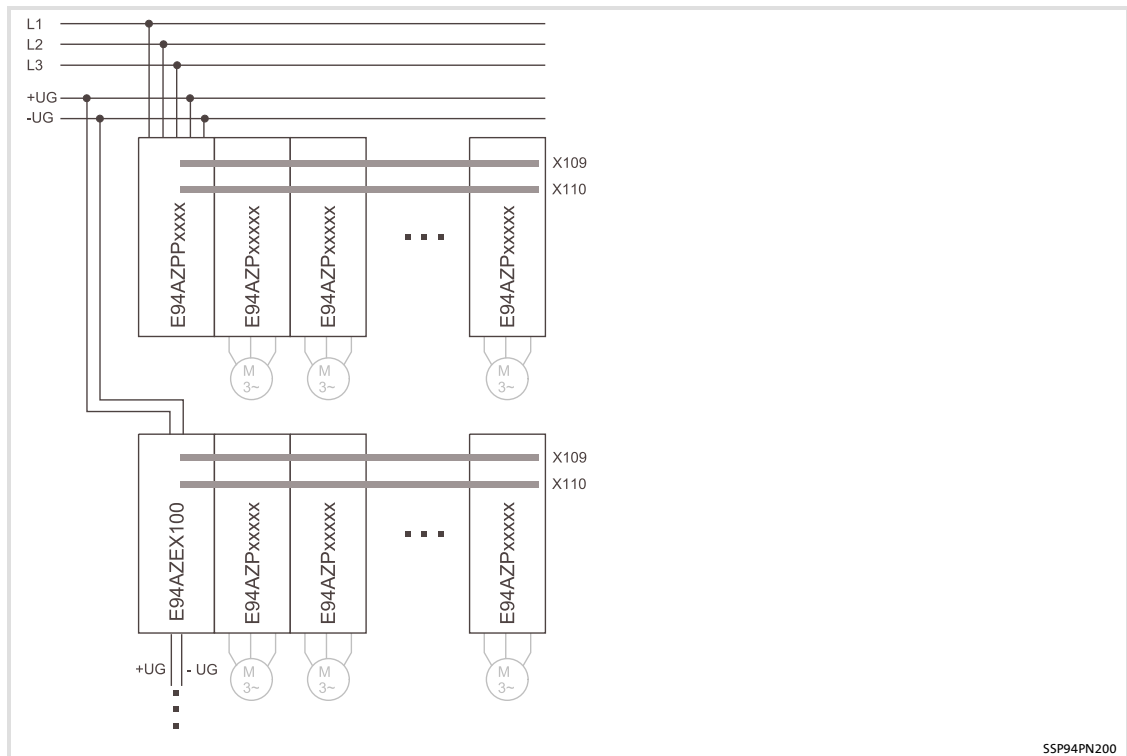 L1
L2
L3
+UG
-UG
X109
X110
E94AZPPxxxx
E94AZPxxxxx
E94AZPxxxxx
E94AZPxxxxx
M
3~
M
3~
M
3~
X109
X110
E94AZEX100
E94AZPxxxxx
E94AZPxxxxx
E94AZPxxxxx
+UG
- UG
M
3~
M
3~
M
3~
SSP94PN200